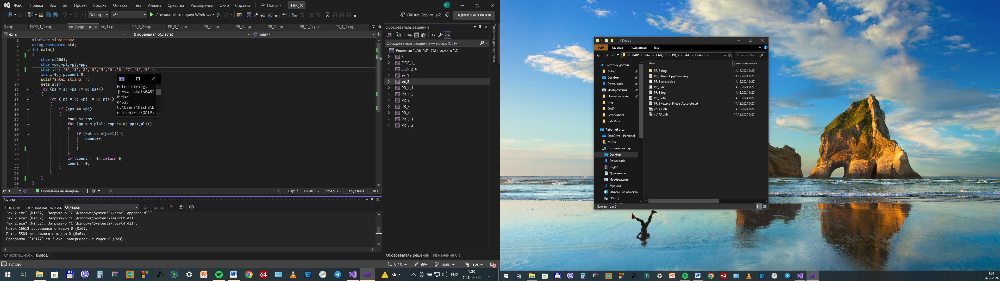 Файл Правка Вид Git Проект Сборка Отладка Тест Анализ Средства Расширения Окно Справка Поиск LAB_13 МБ
Debug x64 Локальный отладчик Windows GitHub Copilot АДМИНИСТРАТОР
3.cpp DOP_1_1.cpp ex_2.cpp ex_1.cpp PR_5_2.cpp PR_5_1.cpp PR_4.cpp PR_3.cpp PR_2.cpp PR_1_2.cpp PR_1_1.cpp
ex_2 (Глобальная область) main()
1 #include <iostream>
2 using namespace std;
3 int main()
4 {
5 char s[256];
6 char *ps,*pl,*pj,*pp;
7 char l[]{ '0','1','2','3','4','5','6','7','8','9' };
8 int i=0,j,p,count=0;
9 puts("Enter string: ");
10 gets_s(s);
11 for (ps = s; *ps != 0; ps++)
12 {
13 for ( pj = l; *pj != 0; pj++)
14 {
15 if (*ps == *pj)
16 {
17 cout << *ps;
18 for (pp = s,pl=l; *pp != 0; pp++,pl++)
19 {
20 if (*pl == *(ps+1)) {
21 count++;
22
23 }
24 }
25 if (count != 1) return 0;
26 count = 0;
27 }
28 }
29 }
30 }
Enter string:
jhrv=--bkals0452
8vjsd
04528
C:\Users\Misha\D
esktop\FIT\OAIP\
89 % Проблемы не найдены. Стр: 7 Симв: 13 Столб: 16 Табуляция CRLF
Вывод
Показать выходные данные из: Отладка
"ex_2.exe" (Win32). Загружено "C:\Windows\System32\kernel.appcore.dll".
"ex_2.exe" (Win32). Загружено "C:\Windows\System32\msvcrt.dll".
"ex_2.exe" (Win32). Загружено "C:\Windows\System32\rpcrt4.dll".
Поток 16612 завершился с кодом 0 (0x0).
Поток 5584 завершился с кодом 0 (0x0).
Программа "[19172] ex_2.exe" завершилась с кодом 0 (0x0).
Список ошибок Вывод
Обозреватель решений
Обозреватель решений — поиск (Ctrl+;)
Решение "LAB_13" (12 проекта 12)
3
DOP_1_1
DOP_2_4
ex_1
ex_2
PR_1_1
PR_1_2
PR_2
PR_3
PR_4
PR_5_1
PR_5_2
Обозреватель решений Изменения Git
Средства диагностики
Готово 0 / 0 99+ main labs 1
64 Slee... ENG 1:03
14.12.2024
Debug
Файл Главная Поделиться Вид
OAIP labs LAB_13 PR_3 x64 Debug Поиск в: Deb...
Быстрый доступ
Mihail
Desktop
Downloads
Изображения
Пользователи
img
OAIP
Screenshots
лаб. 07 +
Рабочий стол
OneDrive - Personal
Misha
Этот компьютер
Desktop
Downloads
Видео
Документы
Изображения
Музыка
Объемные объекты
OS (C:)
Имя Дата изменения
PR_3.tlog 14.12.2024 0:27
PR_3.Build.CppClean.log 14.12.2024 0:27
PR_3.exe.recipe 14.12.2024 0:27
PR_3.ilk 14.12.2024 0:27
PR_3.log 14.12.2024 0:27
PR_3.obj 14.12.2024 0:27
PR_3.vcxproj.FileListAbsolute.txt 14.12.2024 0:27
vc143.idb 14.12.2024 0:27
vc143.pdb 14.12.2024 0:27
Элементов: 9
64 1:03
14.12.2024